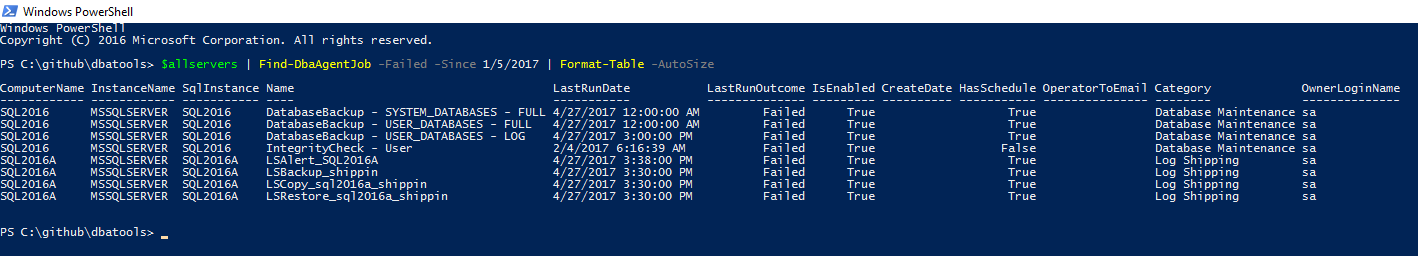 Windows PowerShell
Windows PowerShell
Copyright (C) 2016 Microsoft Corporation. All rights reserved.
PS C:\github\dbatools> $allservers | Find-DbaAgentJob -Failed -Since 1/5/2017 | Format-Table -AutoSize
ComputerName InstanceName SqlInstance Name LastRunDate LastRunOutcome IsEnabled CreateDate HasSchedule OperatorToEmail Category OwnerLoginName
------------ ------------ ----------- ---- ----------- -------------- --------- ---------- ----------- --------------- -------- --------------
SQL2016 MSSQLSERVER SQL2016 DatabaseBackup - SYSTEM_DATABASES - FULL 4/27/2017 12:00:00 AM Failed True True Database Maintenance sa
SQL2016 MSSQLSERVER SQL2016 DatabaseBackup - USER_DATABASES - FULL 4/27/2017 12:00:00 AM Failed True True Database Maintenance sa
SQL2016 MSSQLSERVER SQL2016 DatabaseBackup - USER_DATABASES - LOG 4/27/2017 3:00:00 PM Failed True True Database Maintenance sa
SQL2016 MSSQLSERVER SQL2016 IntegrityCheck - User 2/4/2017 6:16:39 AM Failed True False Database Maintenance sa
SQL2016A MSSQLSERVER SQL2016A LSAlert_SQL2016A 4/27/2017 3:38:00 PM Failed True True Log Shipping sa
SQL2016A MSSQLSERVER SQL2016A LSBackup_shippin 4/27/2017 3:30:00 PM Failed True True Log Shipping sa
SQL2016A MSSQLSERVER SQL2016A LSCopy_sql2016a_shippin 4/27/2017 3:30:00 PM Failed True True Log Shipping sa
SQL2016A MSSQLSERVER SQL2016A LSRestore_sql2016a_shippin 4/27/2017 3:30:00 PM Failed True True Log Shipping sa
PS C:\github\dbatools> _